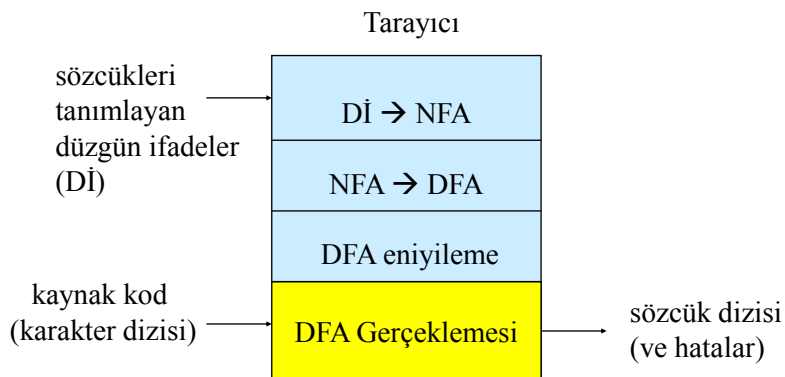 Tarayıcı
sözcükleri
tanımlayan
düzgün ifadeler
(Dİ)
Dİ → NFA
NFA → DFA
DFA eniyileme
kaynak kod
(karakter dizisi)
DFA Gerçeklemesi
sözcük dizisi
(ve hatalar)